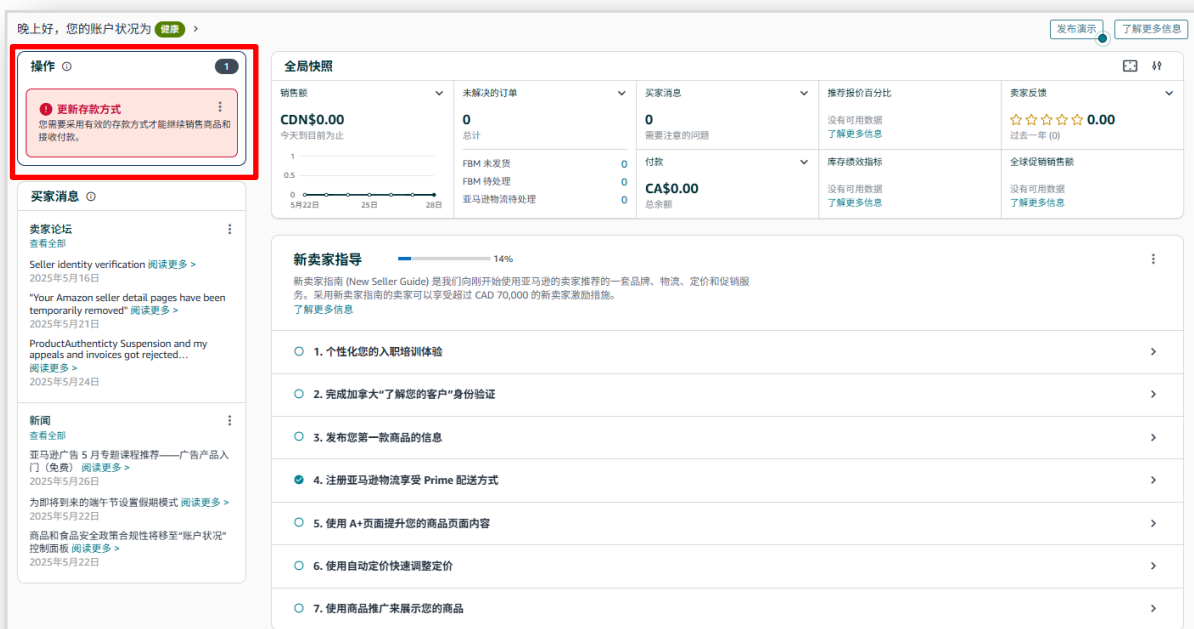 晚上好，您的账户状况为 健康 >
发布演示
了解更多信息
操作
1
更新存款方式
您需要采用有效的存款方式才能继续销售商品和
接收付款。
买家消息
卖家论坛
查看全部
Seller identity verification 阅读更多 >
2025年5月16日
"Your Amazon seller detail pages have been
temporarily removed" 阅读更多 >
2025年5月21日
ProductAuthenticty Suspension and my
appeals and invoices got rejected...
阅读更多 >
2025年5月24日
新闻
查看全部
亚马逊广告 5 月专题课程推荐——广告产品入
门（免费） 阅读更多 >
2025年5月26日
为即将到来的端午节设置假期模式 阅读更多 >
2025年5月22日
商品和食品安全政策合规性将移至“账户状况”
控制面板 阅读更多 >
2025年5月22日
全局快照
销售额
CDN$0.00
今天到目前为止
1
0.5
0
5月22日
25日
28日
未解决的订单
0
总计
FBM 未发货 0
FBM 待处理 0
亚马逊物流待处理 0
买家消息
0
需要注意的问题
付款
CA$0.00
总余额
推荐报价百分比
没有可用数据
了解更多信息
库存绩效指标
没有可用数据
了解更多信息
卖家反馈
0.00
过去一年 (0)
全球促销销售额
没有可用数据
了解更多信息
新卖家指导
14%
新卖家指南 (New Seller Guide) 是我们向刚开始使用亚马逊的卖家推荐的一套品牌、物流、定价和促销服
务。采用新卖家指南的卖家可以享受超过 CAD 70,000 的新卖家激励措施。
了解更多信息
1. 个性化您的入职培训体验
2. 完成加拿大“了解您的客户”身份验证
3. 发布您第一款商品的信息
4. 注册亚马逊物流享受 Prime 配送方式
5. 使用 A+页面提升您的商品页面内容
6. 使用自动定价快速调整定价
7. 使用商品推广来展示您的商品